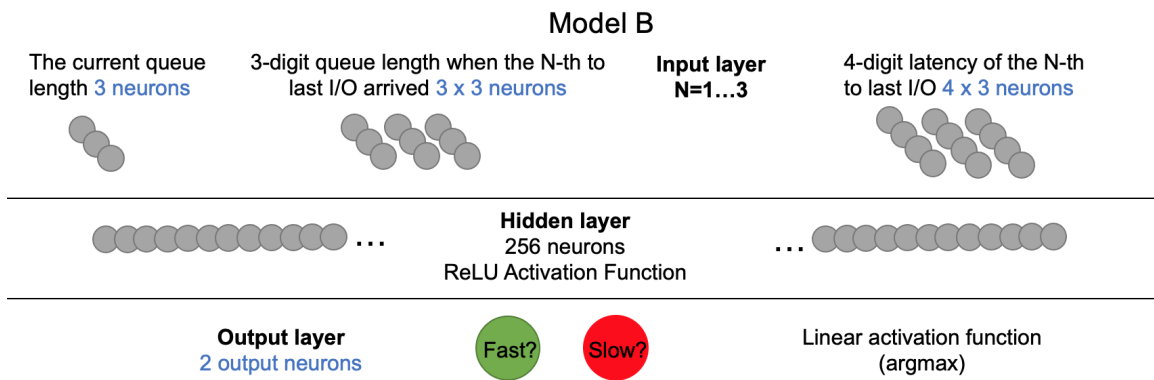 Model B
The current queue
length 3 neurons
3-digit queue length when the N-th to
last I/O arrived 3 x 3 neurons
Input layer
N=1...3
4-digit latency of the N-th
to last I/O 4 x 3 neurons
Hidden layer
256 neurons
ReLU Activation Function
...
...
Output layer
2 output neurons
Fast?
Slow?
Linear activation function
(argmax)